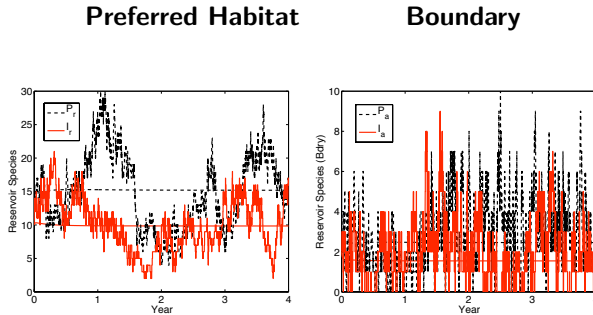 Preferred Habitat
Boundary
30
25
20
15
10
5
0
Reservoir Species
P_r
I_r
0 1 2 3 4
Year
10
8
6
4
2
0
Reservoir Species (Bdry)
P_a
I_a
0 1 2 3
Year